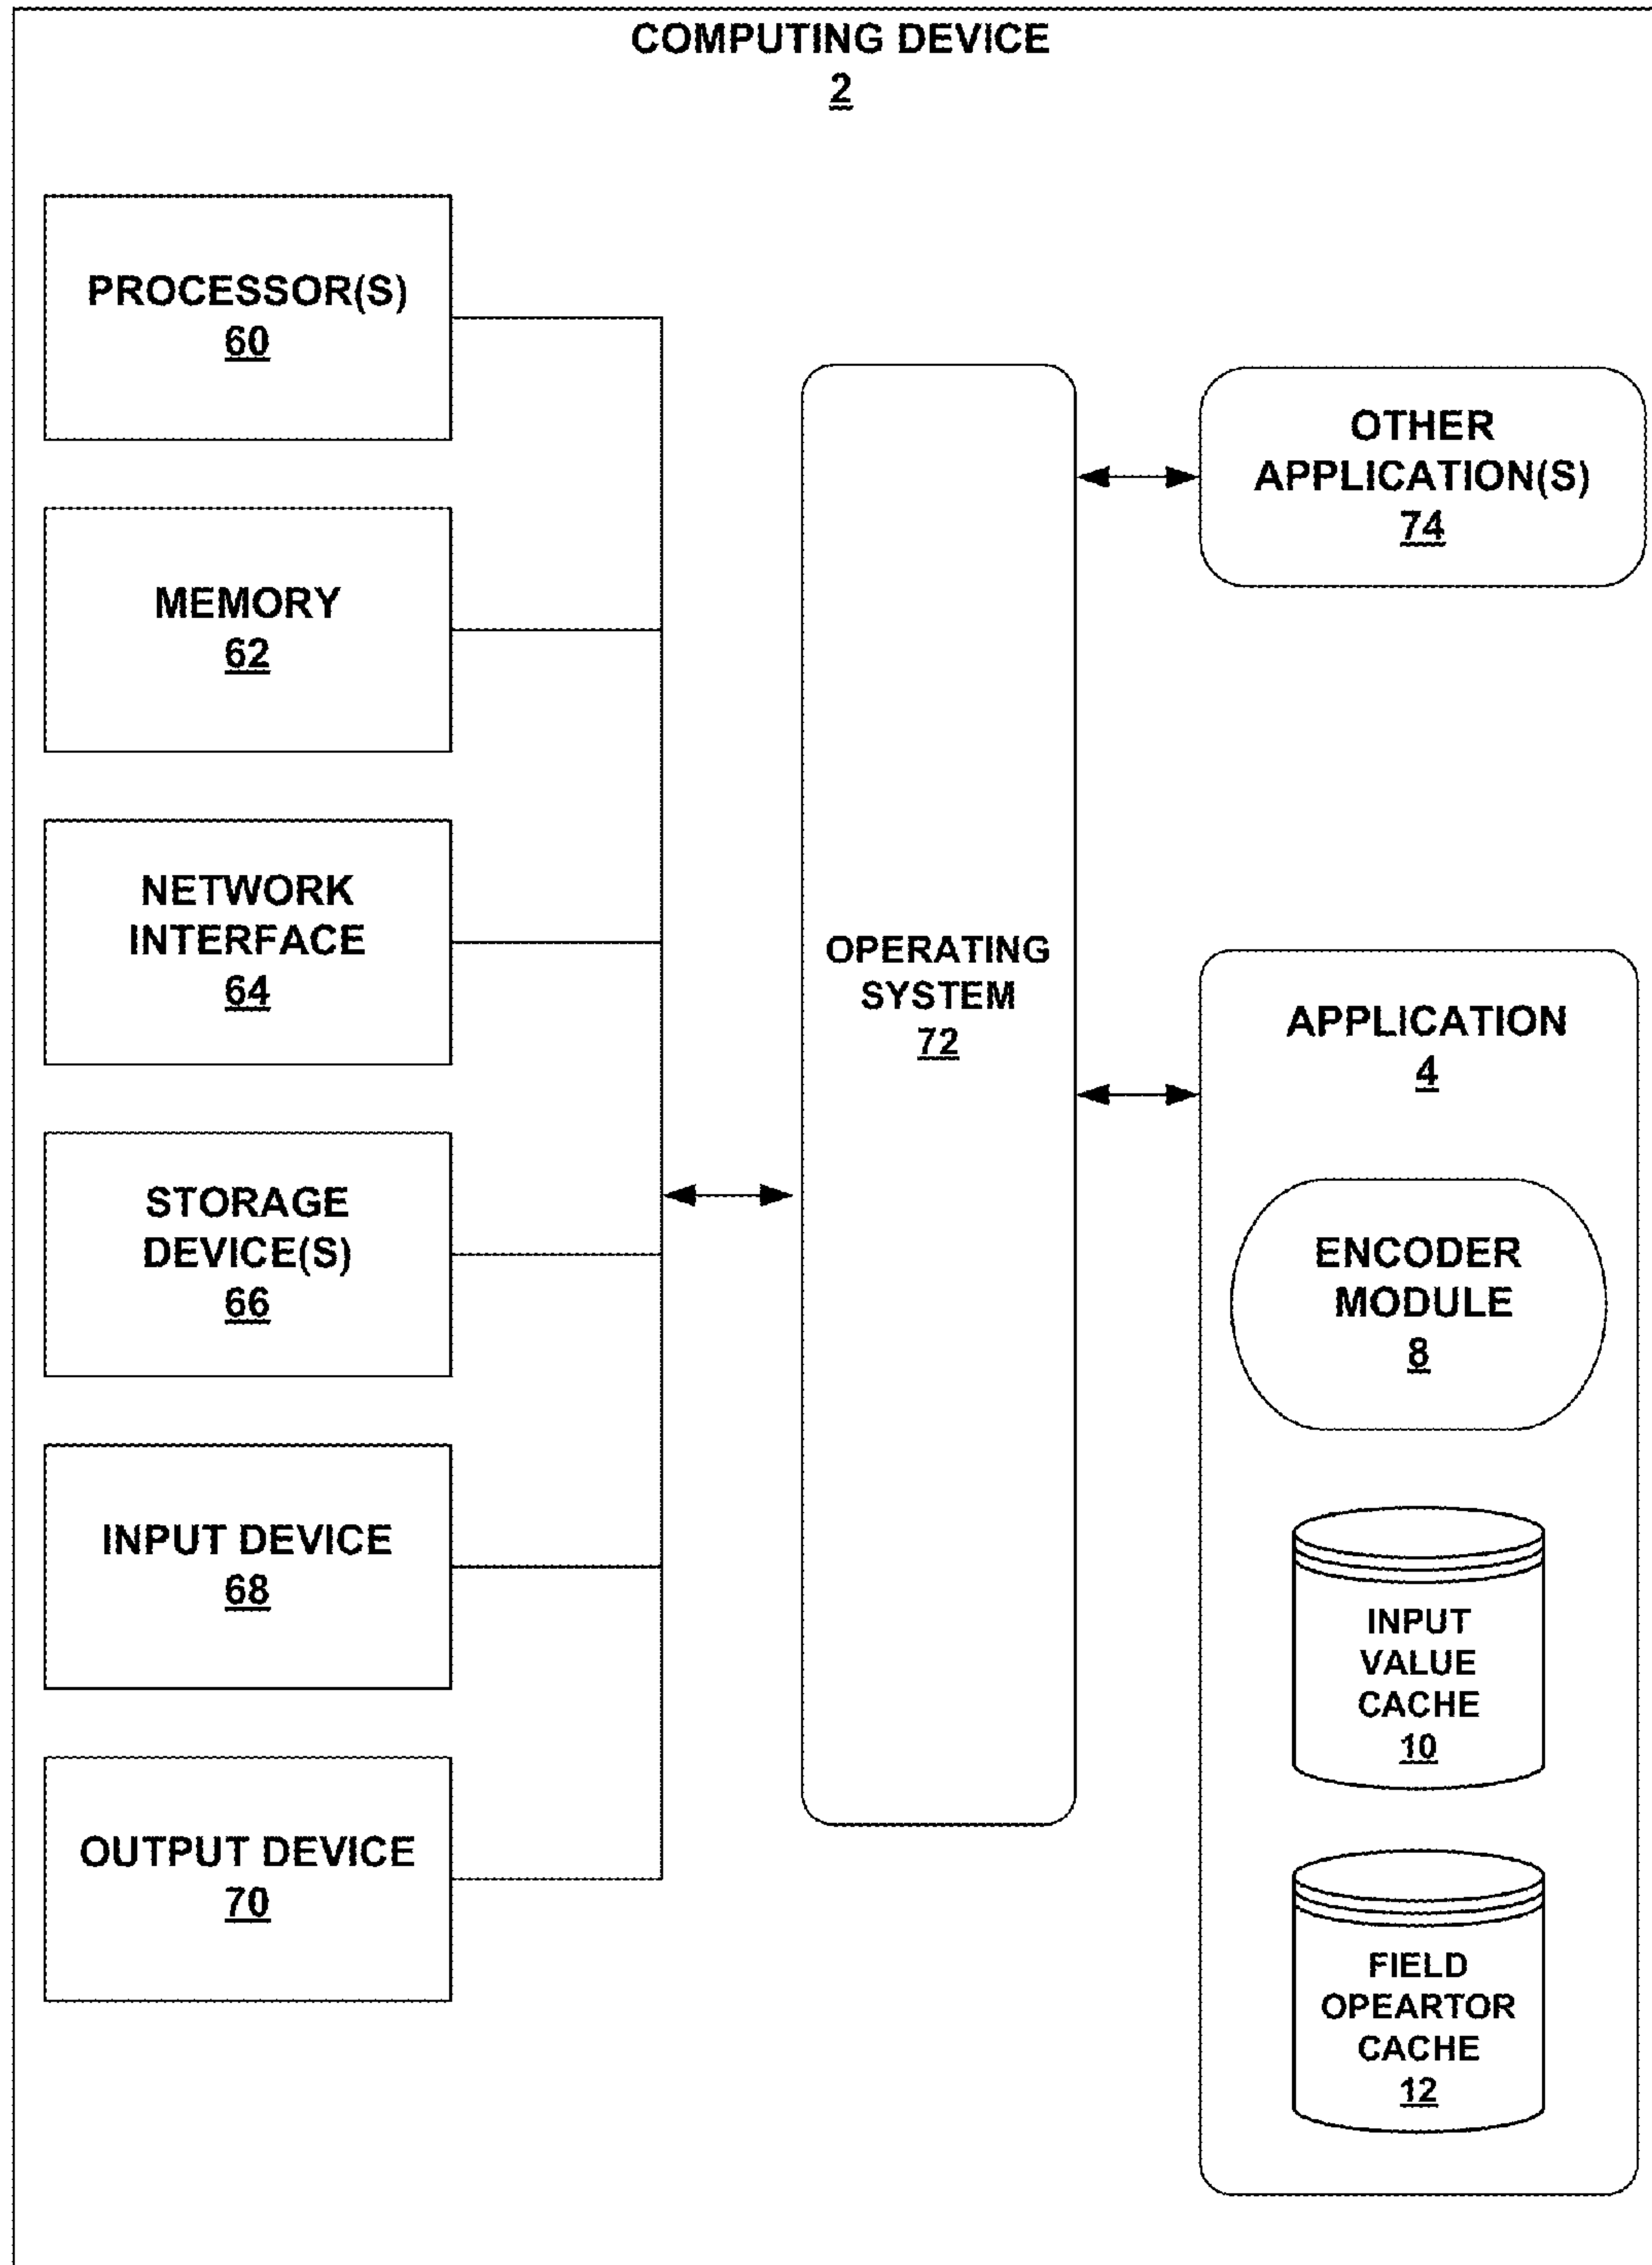 COMPUTING DEVICE
2
PROCESSOR(S)
60
MEMORY
62
NETWORK
INTERFACE
64
STORAGE
DEVICE(S)
66
INPUT DEVICE
68
OUTPUT DEVICE
70
OPERATING
SYSTEM
72
OTHER
APPLICATION(S)
74
APPLICATION
4
ENCODER
MODULE
8
INPUT
VALUE
CACHE
10
FIELD
OPEARTOR
CACHE
12